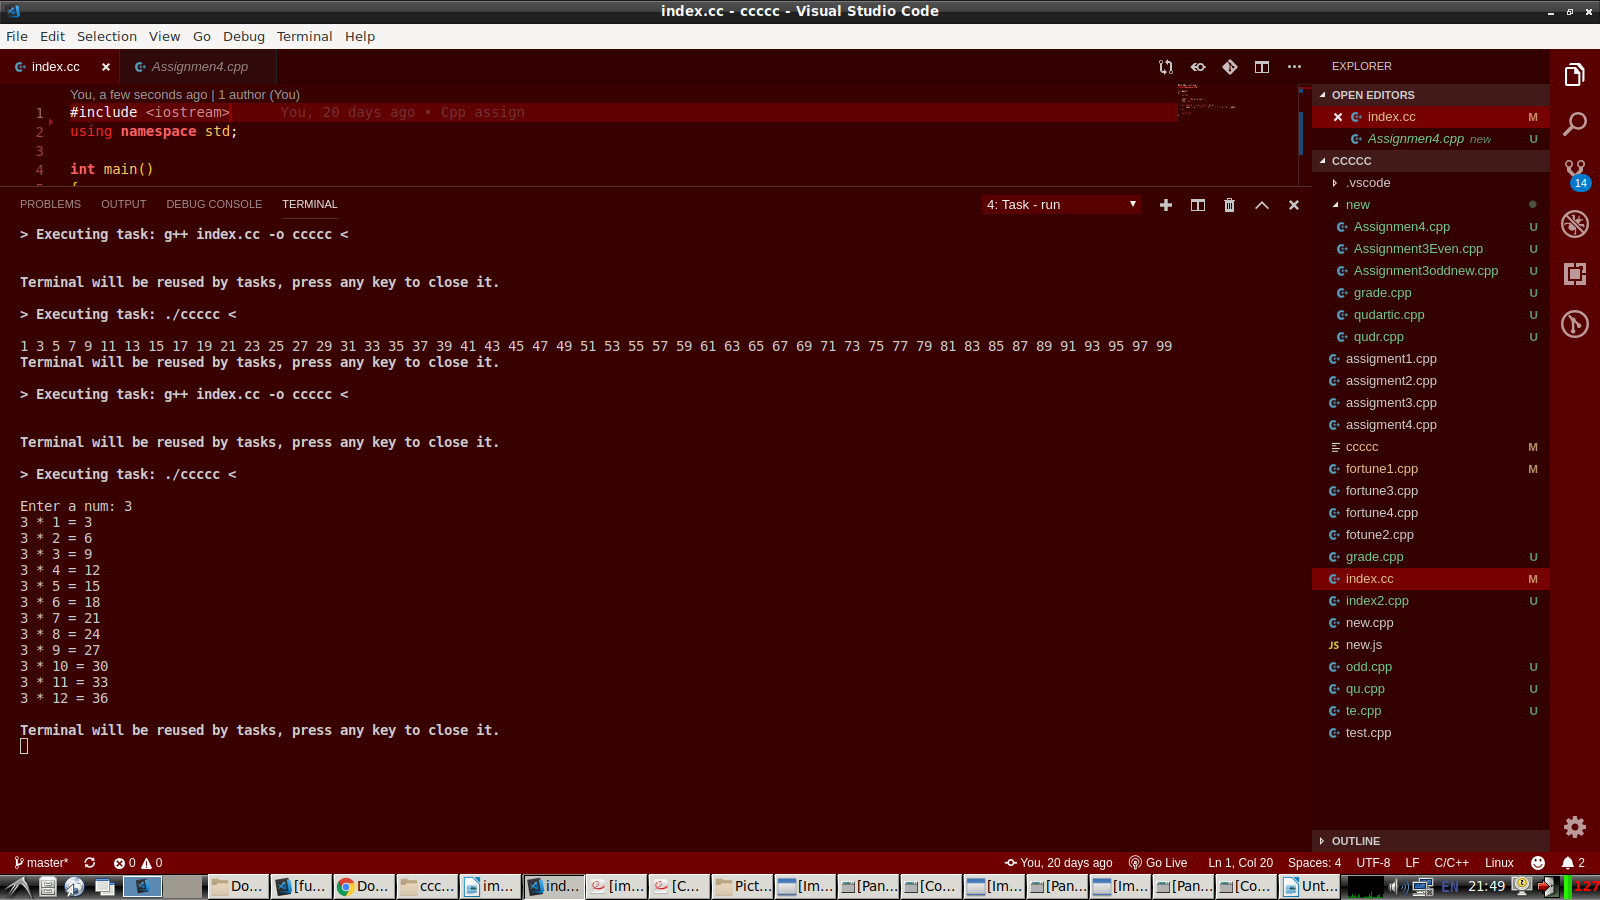 index.cc - ccccc - Visual Studio Code
File Edit Selection View Go Debug Terminal Help
index.cc
Assignmen4.cpp
You, a few seconds ago | 1 author (You)
1 #include <iostream> You, 20 days ago • Cpp assign
2 using namespace std;
3
4 int main()
PROBLEMS OUTPUT DEBUG CONSOLE TERMINAL
4: Task - run
> Executing task: g++ index.cc -o ccccc <
Terminal will be reused by tasks, press any key to close it.
> Executing task: ./ccccc <
1 3 5 7 9 11 13 15 17 19 21 23 25 27 29 31 33 35 37 39 41 43 45 47 49 51 53 55 57 59 61 63 65 67 69 71 73 75 77 79 81 83 85 87 89 91 93 95 97 99
Terminal will be reused by tasks, press any key to close it.
> Executing task: g++ index.cc -o ccccc <
Terminal will be reused by tasks, press any key to close it.
> Executing task: ./ccccc <
Enter a num: 3
3 * 1 = 3
3 * 2 = 6
3 * 3 = 9
3 * 4 = 12
3 * 5 = 15
3 * 6 = 18
3 * 7 = 21
3 * 8 = 24
3 * 9 = 27
3 * 10 = 30
3 * 11 = 33
3 * 12 = 36
Terminal will be reused by tasks, press any key to close it.
EXPLORER
OPEN EDITORS
index.cc M
Assignmen4.cpp new U
CCCCC
.vscode
new
Assignmen4.cpp U
Assignment3Even.cpp U
Assignment3oddnew.cpp U
grade.cpp U
qudartic.cpp U
qudr.cpp U
assigment1.cpp
assigment2.cpp
assigment3.cpp
assigment4.cpp
ccccc M
fortune1.cpp M
fortune3.cpp
fortune4.cpp
fotune2.cpp
grade.cpp U
index.cc M
index2.cpp U
new.cpp
JS new.js
odd.cpp U
qu.cpp U
te.cpp U
test.cpp
OUTLINE
14
master* 0 0
You, 20 days ago Go Live Ln 1, Col 20 Spaces: 4 UTF-8 LF C/C++ Linux 2
Do... [fu... Do... ccc... im... ind... [im... [C... Pict... [Im... [Pan... [Co... [Im... [Pan... [Im... [Pan... [Co... Unt... EN 21:49 127